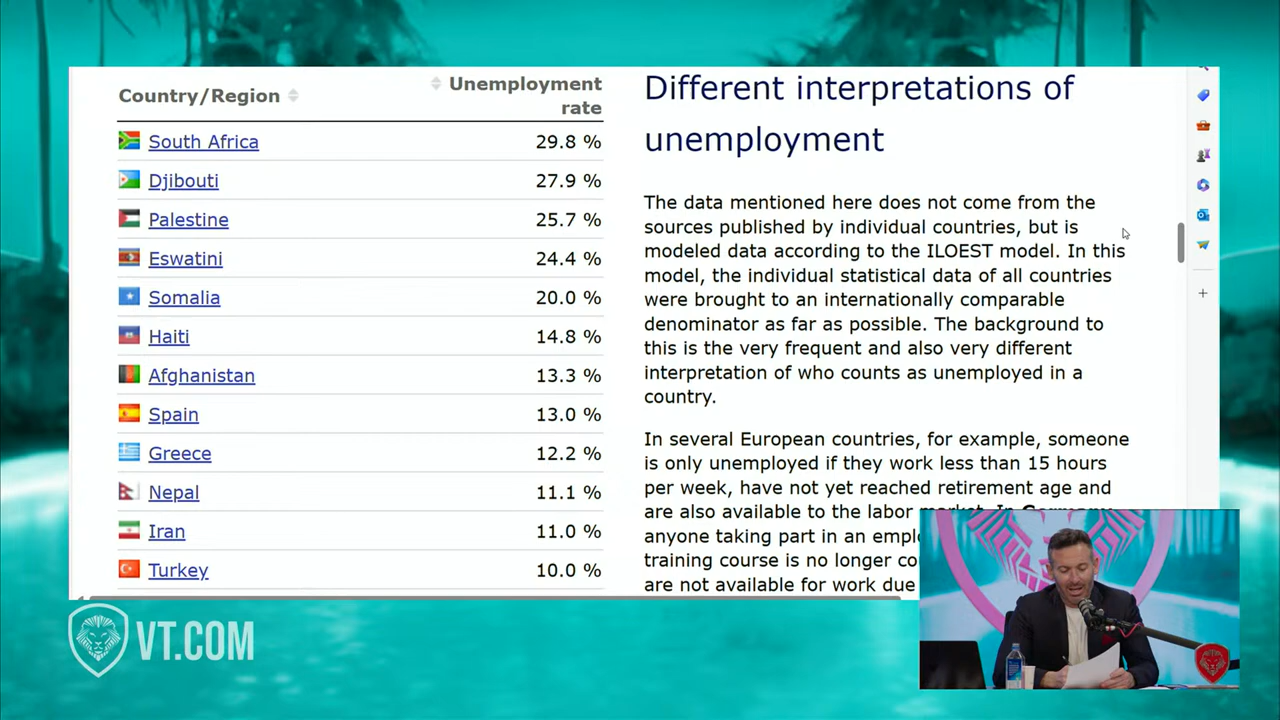 Country/Region
Unemployment
rate
South Africa 29.8 %
Djibouti 27.9 %
Palestine 25.7 %
Eswatini 24.4 %
Somalia 20.0 %
Haiti 14.8 %
Afghanistan 13.3 %
Spain 13.0 %
Greece 12.2 %
Nepal 11.1 %
Iran 11.0 %
Turkey 10.0 %
Different interpretations of
unemployment
The data mentioned here does not come from the
sources published by individual countries, but is
modeled data according to the ILOEST model. In this
model, the individual statistical data of all countries
were brought to an internationally comparable
denominator as far as possible. The background to
this is the very frequent and also very different
interpretation of who counts as unemployed in a
country.
In several European countries, for example, someone
is only unemployed if they work less than 15 hours
per week, have not yet reached retirement age and
are also available to the labor market. In Germany,
anyone taking part in an
training course is no longer
are not available for work due
VT.COM